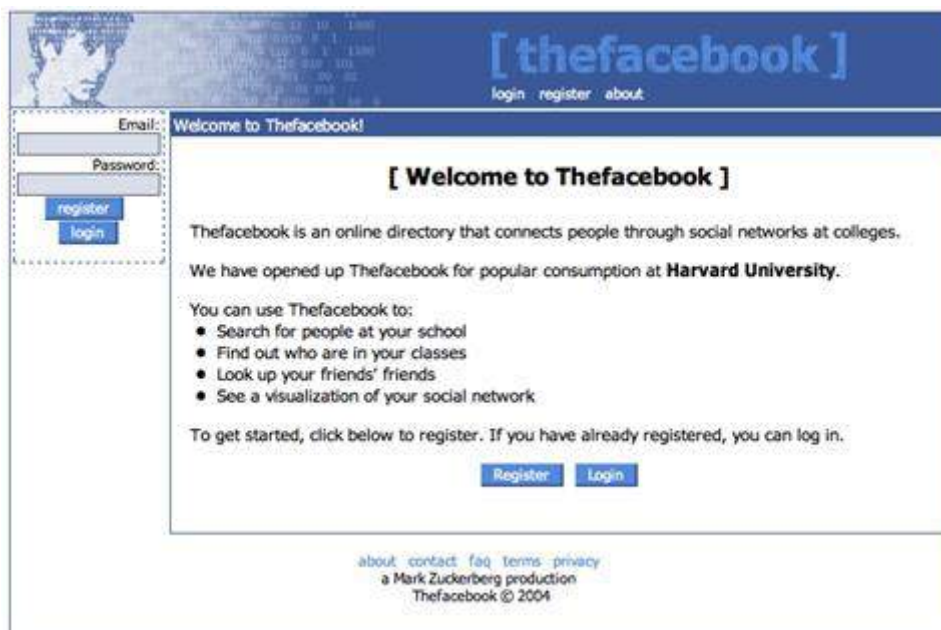 [ thefacebook ]
login register about
Email:
Password:
register
login
Welcome to Thefacebook!
[ Welcome to Thefacebook ]
Thefacebook is an online directory that connects people through social networks at colleges.
We have opened up Thefacebook for popular consumption at Harvard University.
You can use Thefacebook to:
• Search for people at your school
• Find out who are in your classes
• Look up your friends' friends
• See a visualization of your social network
To get started, click below to register. If you have already registered, you can log in.
Register Login
about contact faq terms privacy
a Mark Zuckerberg production
Thefacebook © 2004